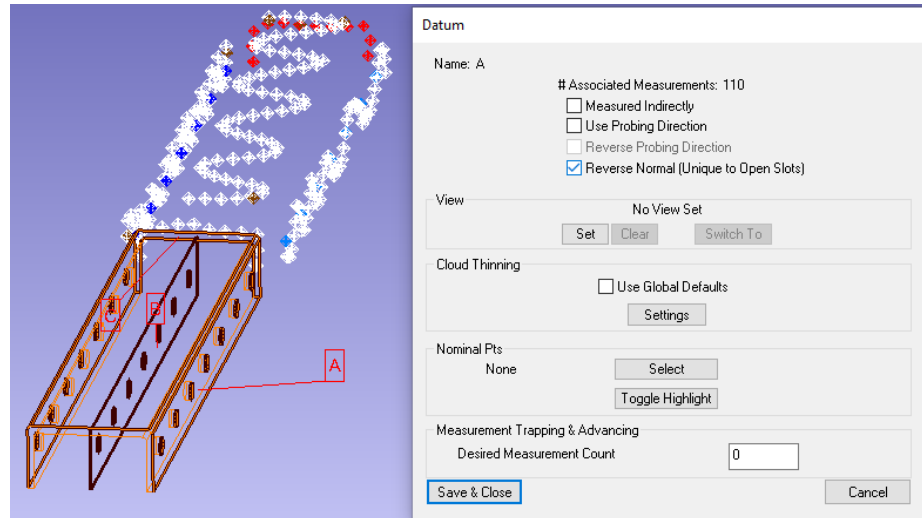 Datum
Name: A
# Associated Measurements: 110
Measured Indirectly
Use Probing Direction
Reverse Probing Direction
Reverse Normal (Unique to Open Slots)
View
No View Set
Set Clear Switch To
Cloud Thinning
Use Global Defaults
Settings
Nominal Pts
None Select
Toggle Highlight
Measurement Trapping & Advancing
Desired Measurement Count 0
Save & Close Cancel
C B
A